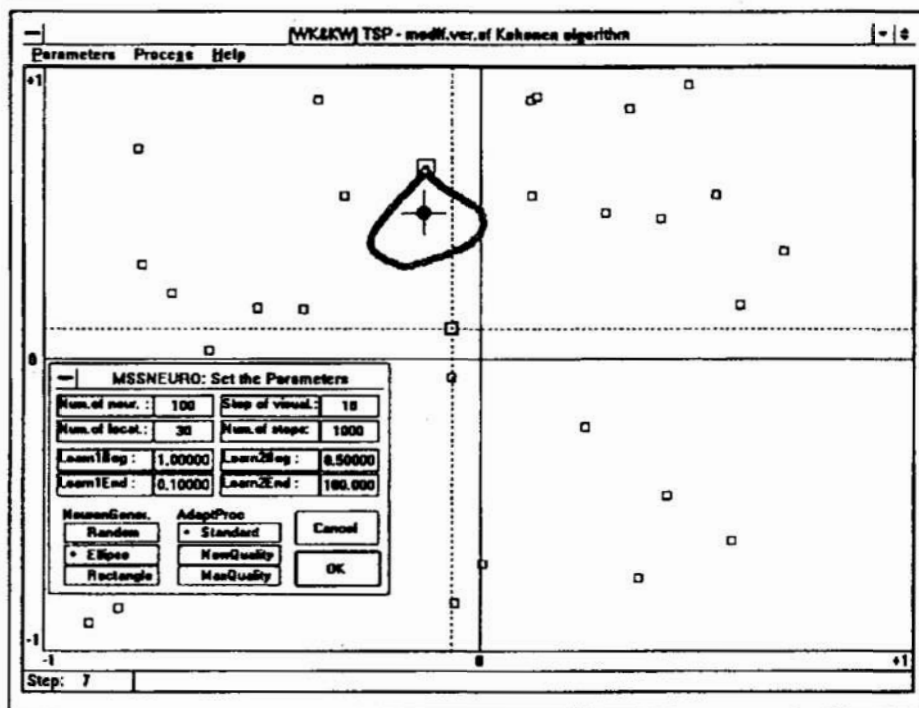 [WK&KW] TSP - modif.ver.of Kohonen algorithm
Parameters Process Help
+1
0
MSSNEURO: Set the Parameters
Num.of neur. : 100 Step of visual.: 10
Num.of locat.: 30 Num.of steps: 1000
Learn1Beg : 1.00000 Learn2Beg : 0.50000
Learn1End : 0.10000 Learn2End : 100.000
NeuronGener. AdaptProc Cancel
Random Standard
Ellipse NewQuality OK
Rectangle MaxQuality
-1
-1 0 +1
Step: 7